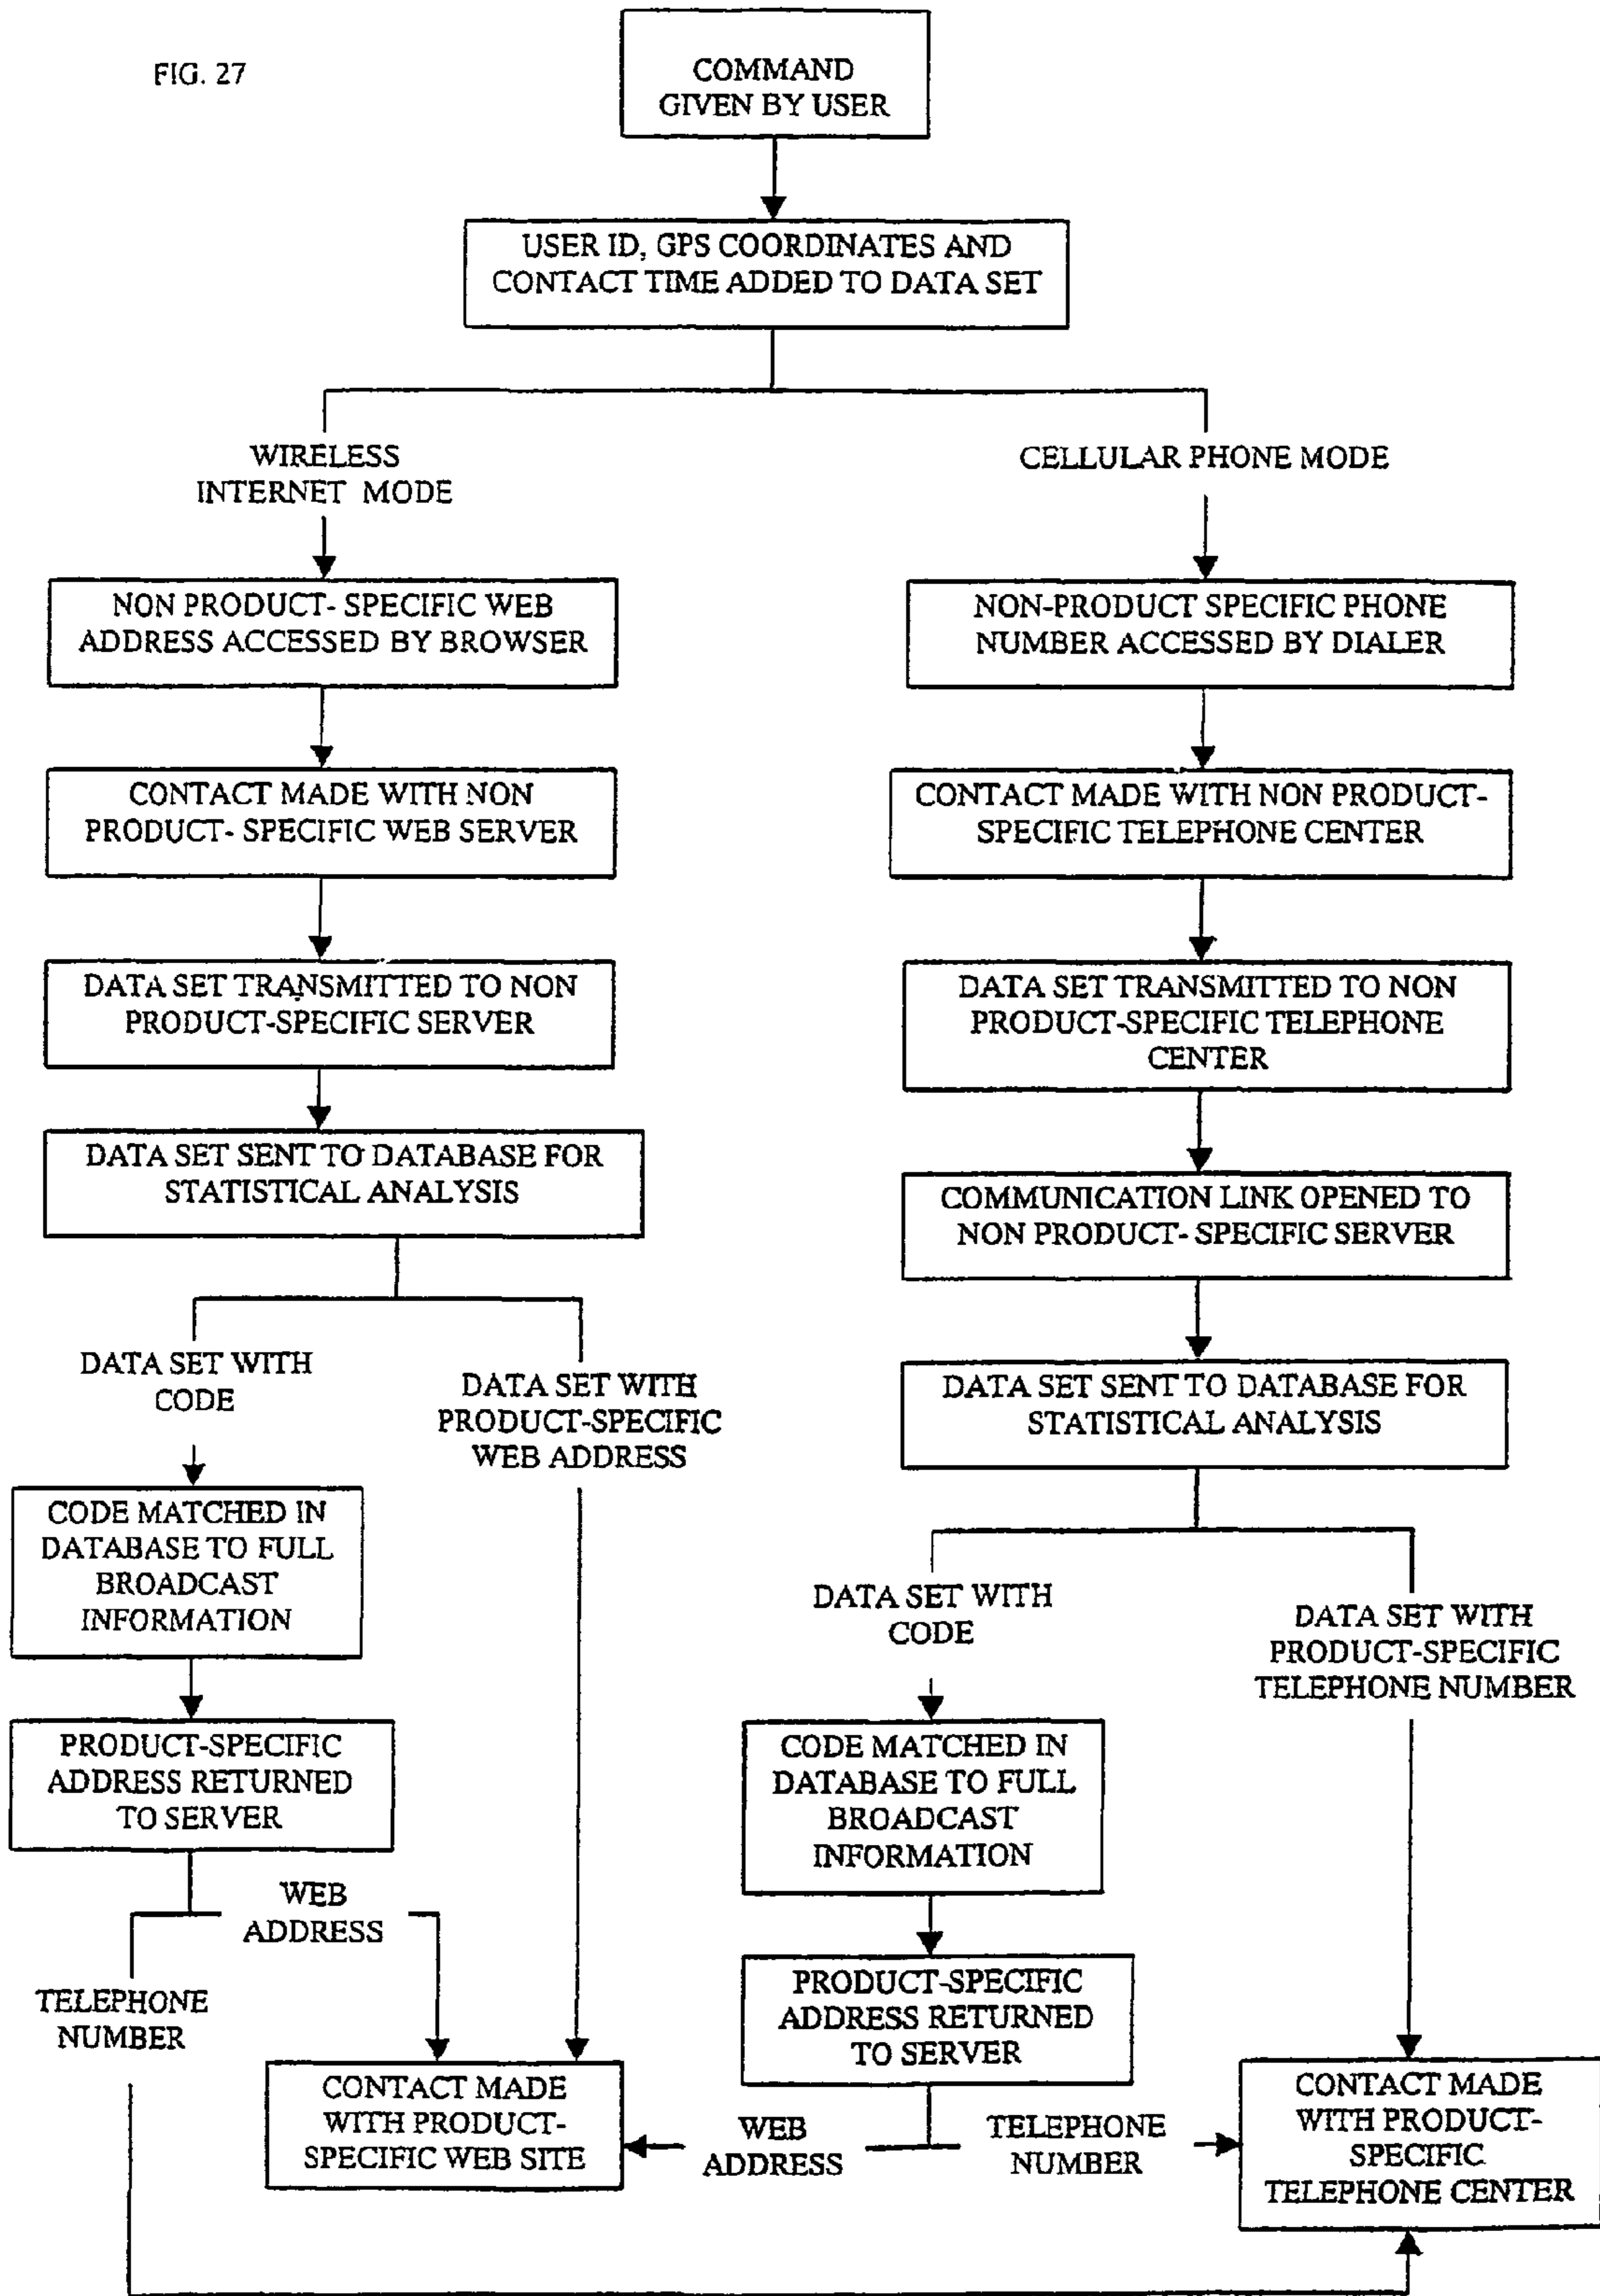 FIG. 27
COMMAND
GIVEN BY USER
USER ID, GPS COORDINATES AND
CONTACT TIME ADDED TO DATA SET
WIRELESS
INTERNET MODE
CELLULAR PHONE MODE
NON PRODUCT- SPECIFIC WEB
ADDRESS ACCESSED BY BROWSER
NON-PRODUCT SPECIFIC PHONE
NUMBER ACCESSED BY DIALER
CONTACT MADE WITH NON
PRODUCT- SPECIFIC WEB SERVER
CONTACT MADE WITH NON PRODUCT-
SPECIFIC TELEPHONE CENTER
DATA SET TRANSMITTED TO NON
PRODUCT-SPECIFIC SERVER
DATA SET TRANSMITTED TO NON
PRODUCT-SPECIFIC TELEPHONE
CENTER
DATA SET SENT TO DATABASE FOR
STATISTICAL ANALYSIS
COMMUNICATION LINK OPENED TO
NON PRODUCT- SPECIFIC SERVER
DATA SET WITH
CODE
DATA SET WITH
PRODUCT-SPECIFIC
WEB ADDRESS
DATA SET SENT TO DATABASE FOR
STATISTICAL ANALYSIS
CODE MATCHED IN
DATABASE TO FULL
BROADCAST
INFORMATION
DATA SET WITH
CODE
DATA SET WITH
PRODUCT-SPECIFIC
TELEPHONE NUMBER
PRODUCT-SPECIFIC
ADDRESS RETURNED
TO SERVER
CODE MATCHED IN
DATABASE TO FULL
BROADCAST
INFORMATION
WEB
ADDRESS
TELEPHONE
NUMBER
PRODUCT-SPECIFIC
ADDRESS RETURNED
TO SERVER
CONTACT MADE
WITH PRODUCT-
SPECIFIC WEB SITE
WEB
ADDRESS
TELEPHONE
NUMBER
CONTACT MADE
WITH PRODUCT-
SPECIFIC
TELEPHONE CENTER